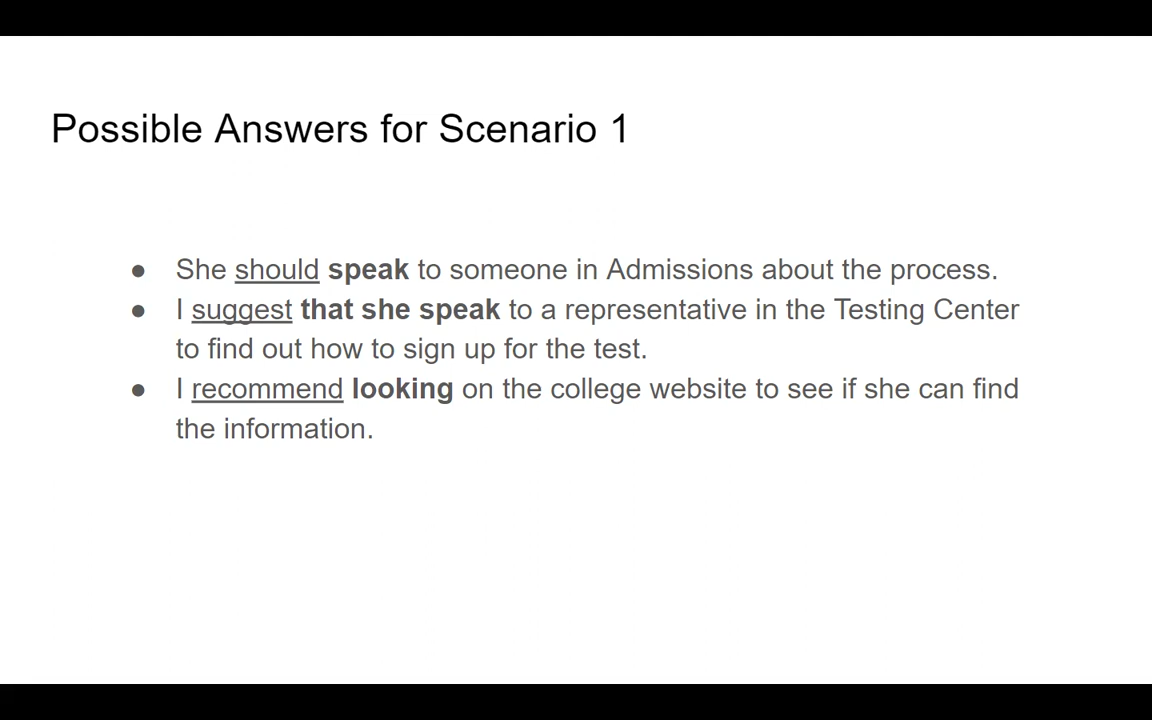 Possible Answers for Scenario 1
● She should speak to someone in Admissions about the process.
● I suggest that she speak to a representative in the Testing Center
to find out how to sign up for the test.
● I recommend looking on the college website to see if she can find
the information.